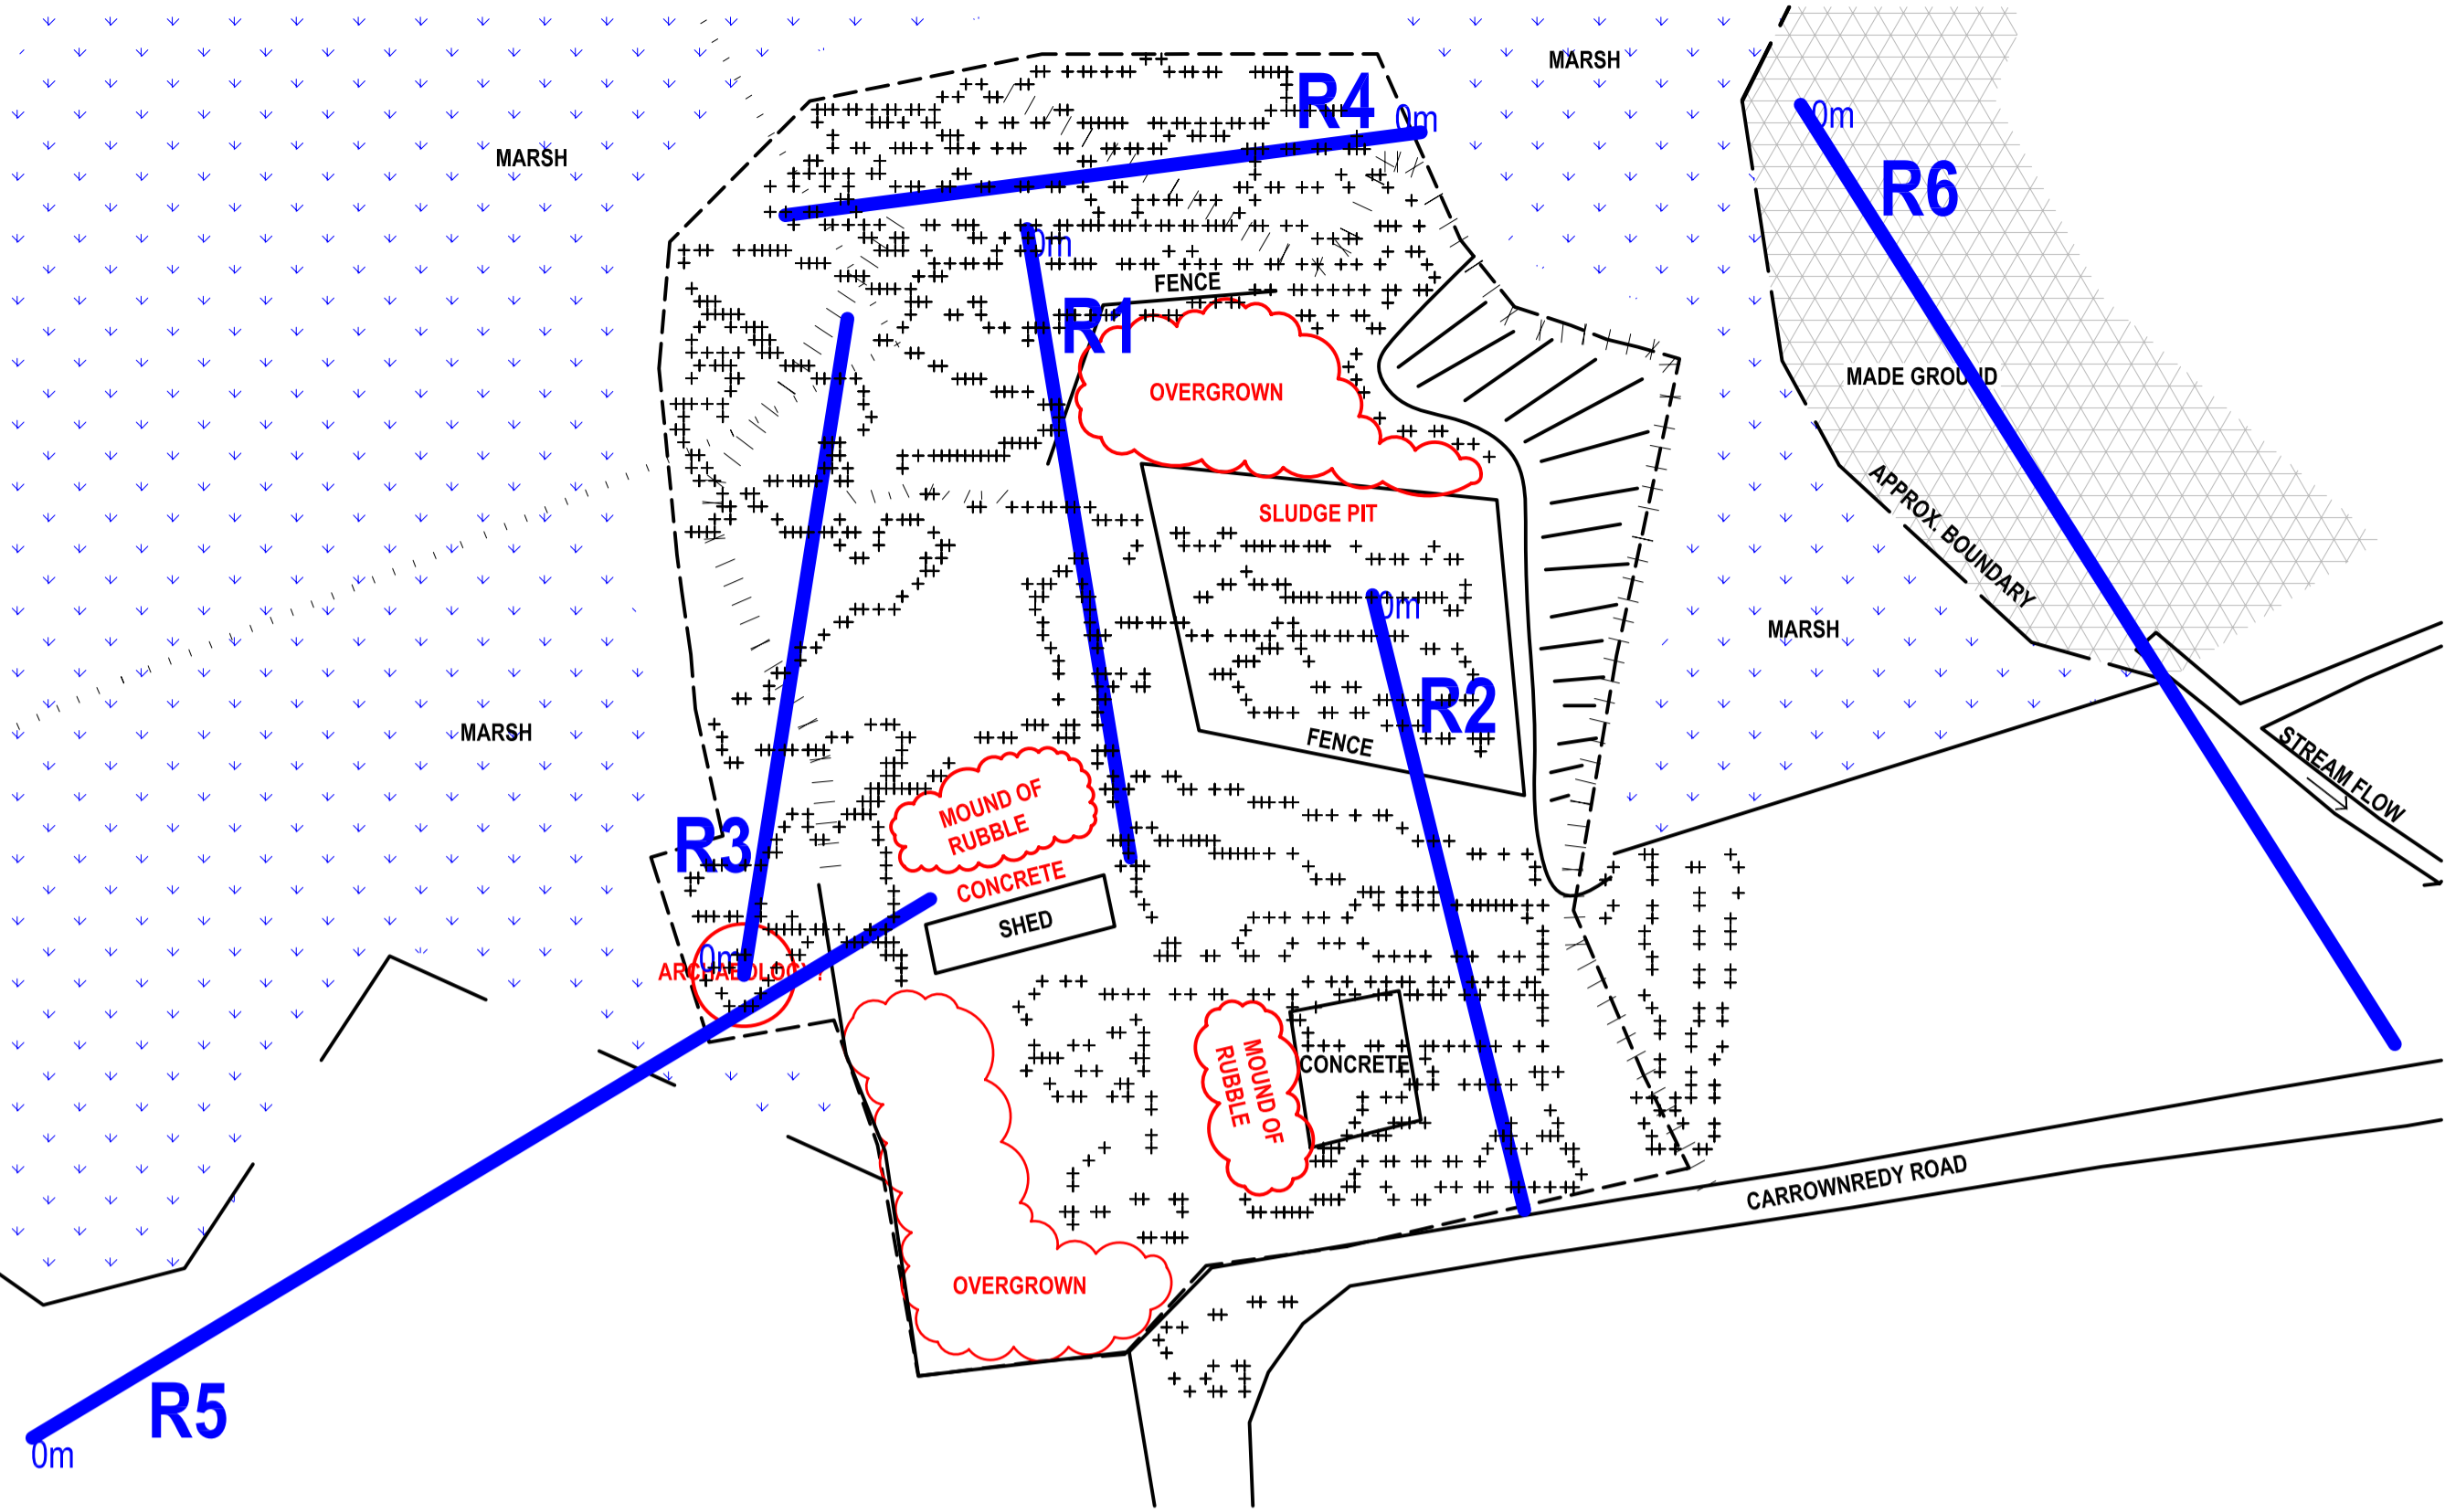 MARSH
R4
0m
0m
R6
MARSH
0m
FENCE
R1
OVERGROWN
MADE GROUND
SLUDGE PIT
APPROX. BOUNDARY
0m
MARSH
R2
MARSH
FENCE
STREAM FLOW
MOUND OF
RUBBLE
R3
CONCRETE
SHED
0m
ARCHAEOLOGY
MOUND OF
RUBBLE
CONCRETE
CARROWNREDY ROAD
OVERGROWN
R5
0m